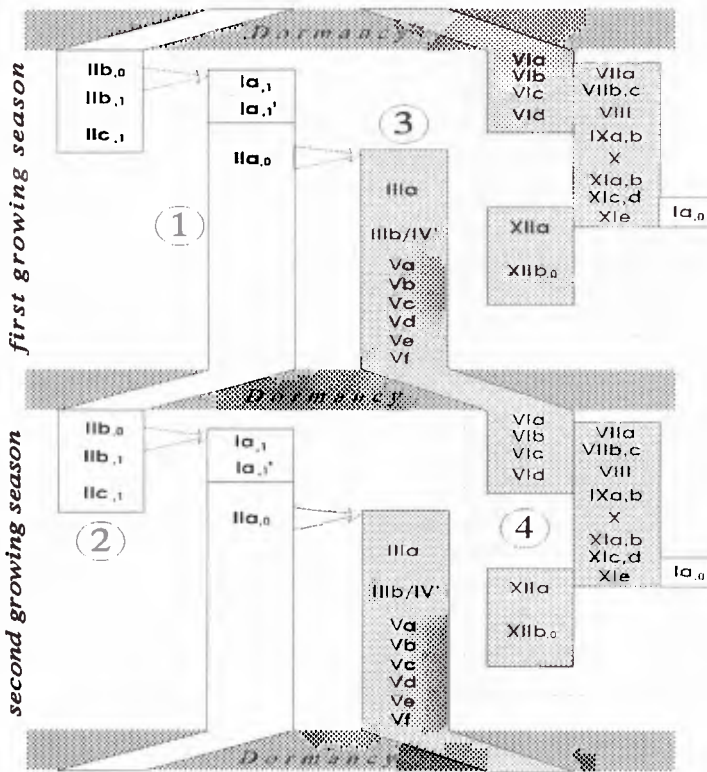 Dormancy
first growing season
IIb,0
IIb,1
IIc,1
Ia,1
Ia,1'
IIa,0
1
3
IIIa
IIIb/IV'
Va
Vb
Vc
Vd
Ve
Vf
VIa
VIb
VIc
VId
VIIa
VIIb,c
VIII
IXa,b
X
XIa,b
XIc,d
XIe
Ia,0
XIIa
XIIb,0
Dormancy
second growing season
IIb,0
IIb,1
IIc,1
2
Ia,1
Ia,1'
IIa,0
IIIa
IIIb/IV'
Va
Vb
Vc
Vd
Ve
Vf
VIa
VIb
VIc
VId
4
VIIa
VIIb,c
VIII
IXa,b
X
XIa,b
XIc,d
XIe
Ia,0
XIIa
XIIb,0
Dormancy